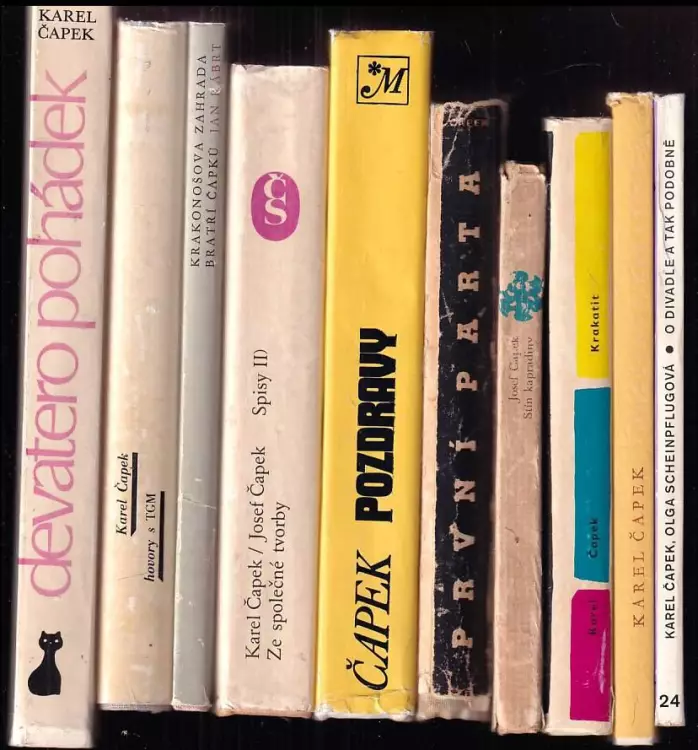 KAREL
ČAPEK
devatero pohádek
Karel Čapek
hovory s TGM
KRAKONOŠOVA ZAHRADA
BRATŘÍ ČAPKŮ JAN RÁBRT
ČS
Karel Čapek / Josef Čapek Spisy II)
Ze společné tvorby
*M
ČAPEK POZDRAVY
PRVNÍ PARTA
Josef Čapek
Stín kapradiny
Karel Čapek Krakatit
KAREL ČAPEK
KAREL ČAPEK, OLGA SCHEINPFLUGOVÁ ● O DIVADLE A TAK PODOBNĚ
24